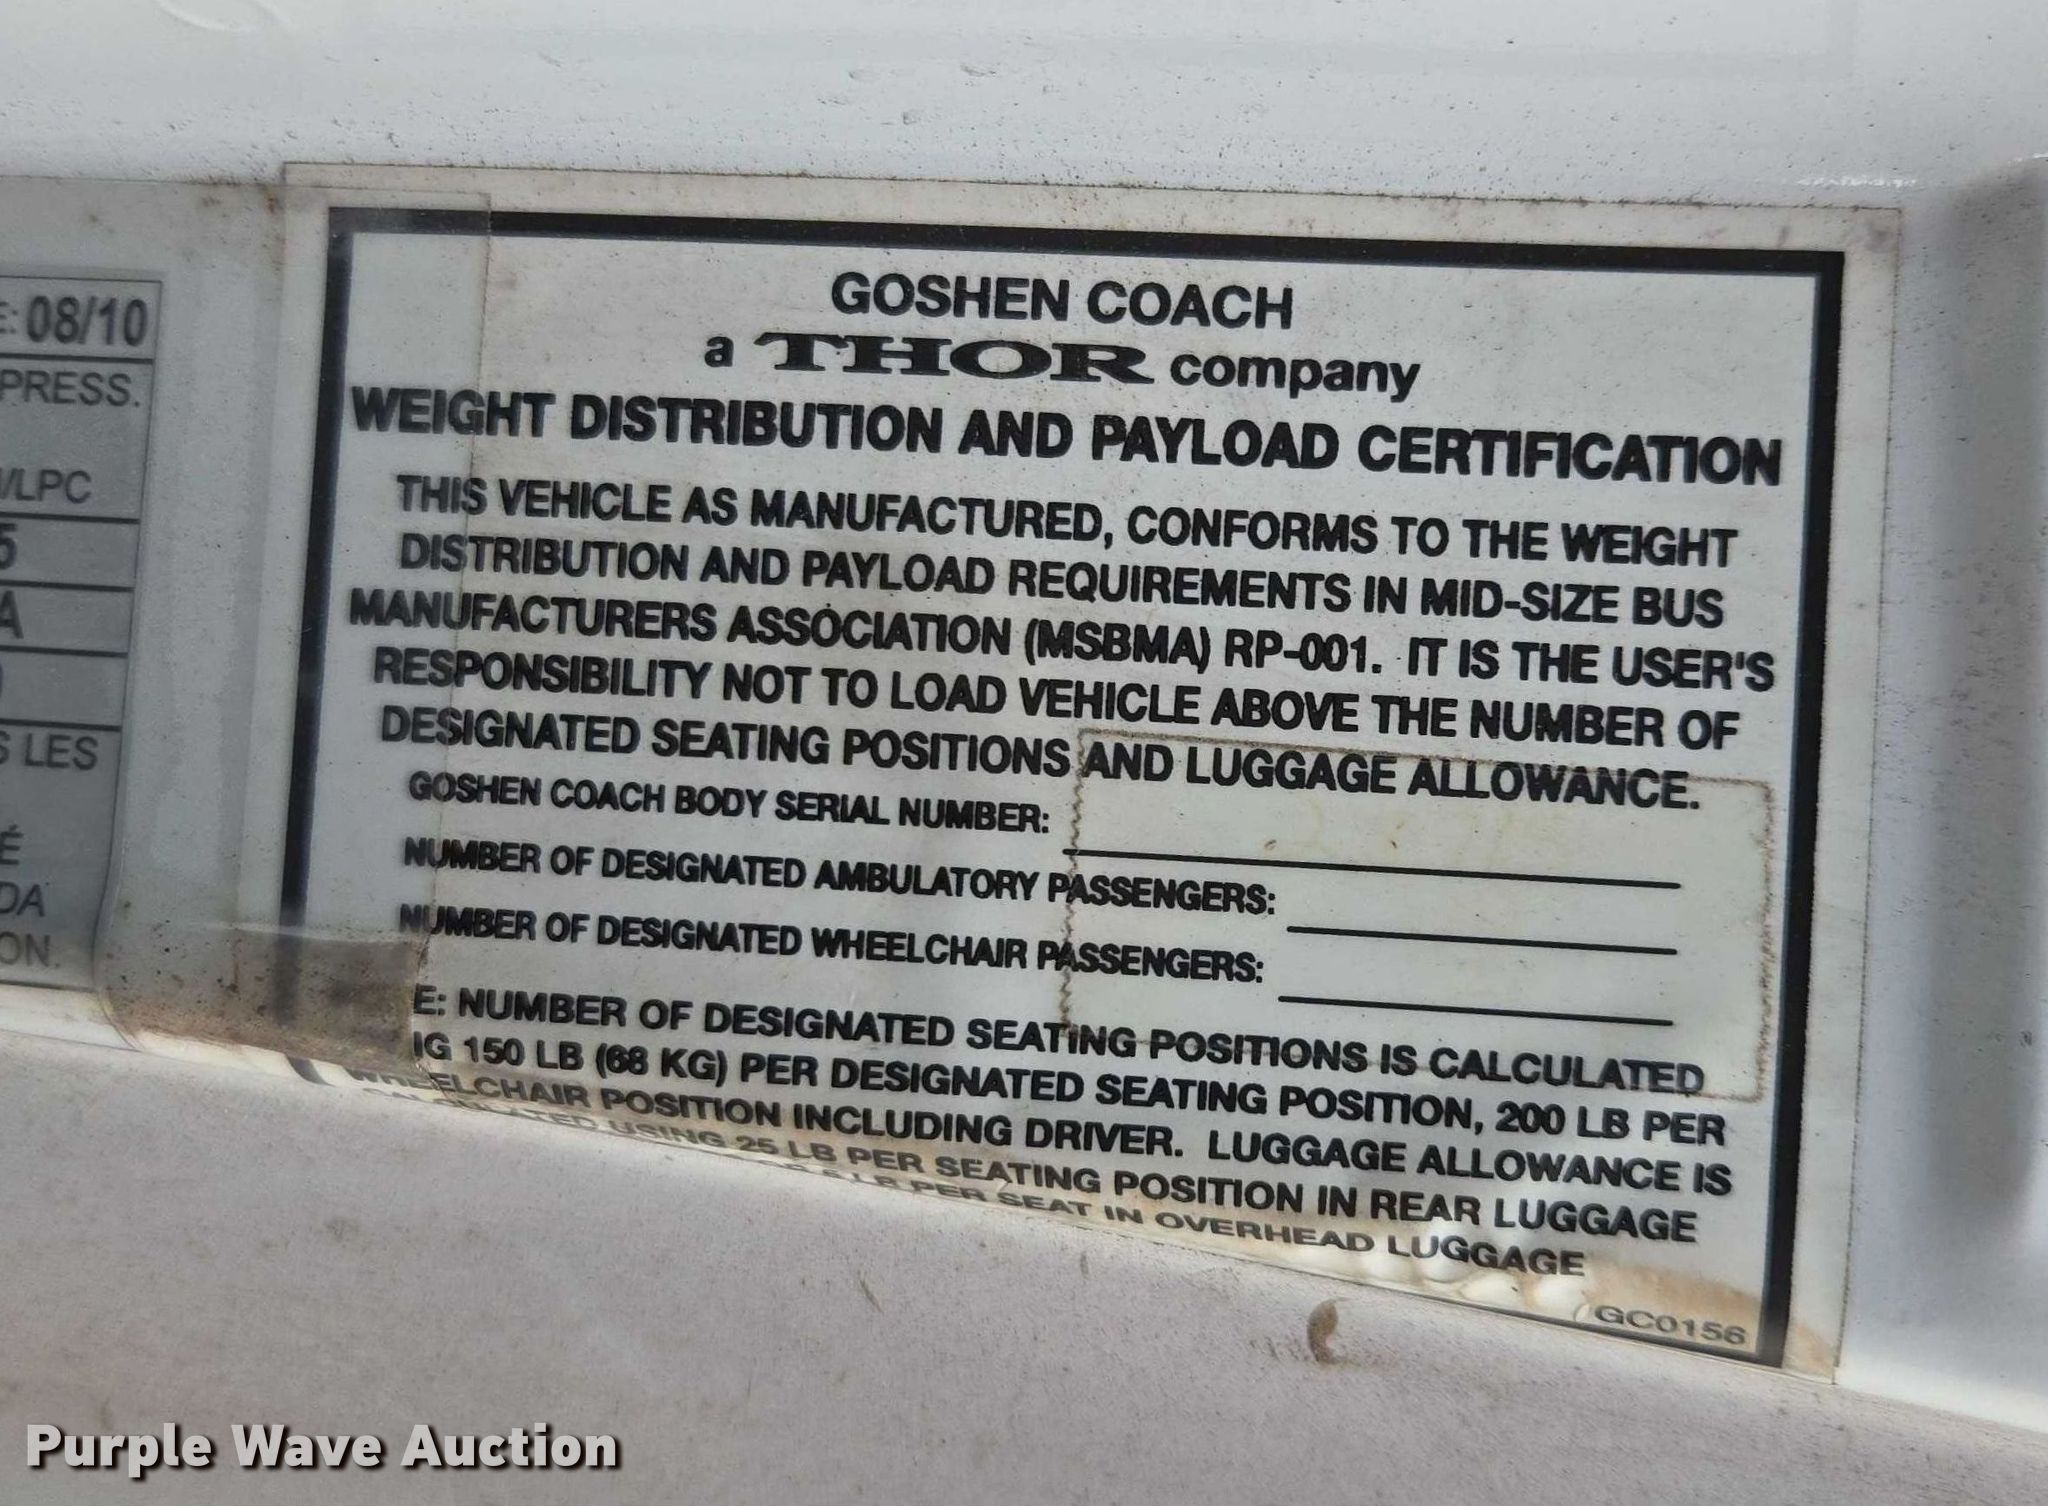 E: 08/10
PRESS.
/LPC
5
A
S LES
É
DA
ON.
GOSHEN COACH
a THOR company
WEIGHT DISTRIBUTION AND PAYLOAD CERTIFICATION
THIS VEHICLE AS MANUFACTURED, CONFORMS TO THE WEIGHT
DISTRIBUTION AND PAYLOAD REQUIREMENTS IN MID-SIZE BUS
MANUFACTURERS ASSOCIATION (MSBMA) RP-001. IT IS THE USER'S
RESPONSIBILITY NOT TO LOAD VEHICLE ABOVE THE NUMBER OF
DESIGNATED SEATING POSITIONS AND LUGGAGE ALLOWANCE.
GOSHEN COACH BODY SERIAL NUMBER:
NUMBER OF DESIGNATED AMBULATORY PASSENGERS:
NUMBER OF DESIGNATED WHEELCHAIR PASSENGERS:
E: NUMBER OF DESIGNATED SEATING POSITIONS IS CALCULATED
IG 150 LB (68 KG) PER DESIGNATED SEATING POSITION, 200 LB PER
WHEELCHAIR POSITION INCLUDING DRIVER. LUGGAGE ALLOWANCE IS
CALCULATED USING 25 LB PER SEATING POSITION IN REAR LUGGAGE
LB PER SEAT IN OVERHEAD LUGGAGE
GC0156
Purple Wave Auction